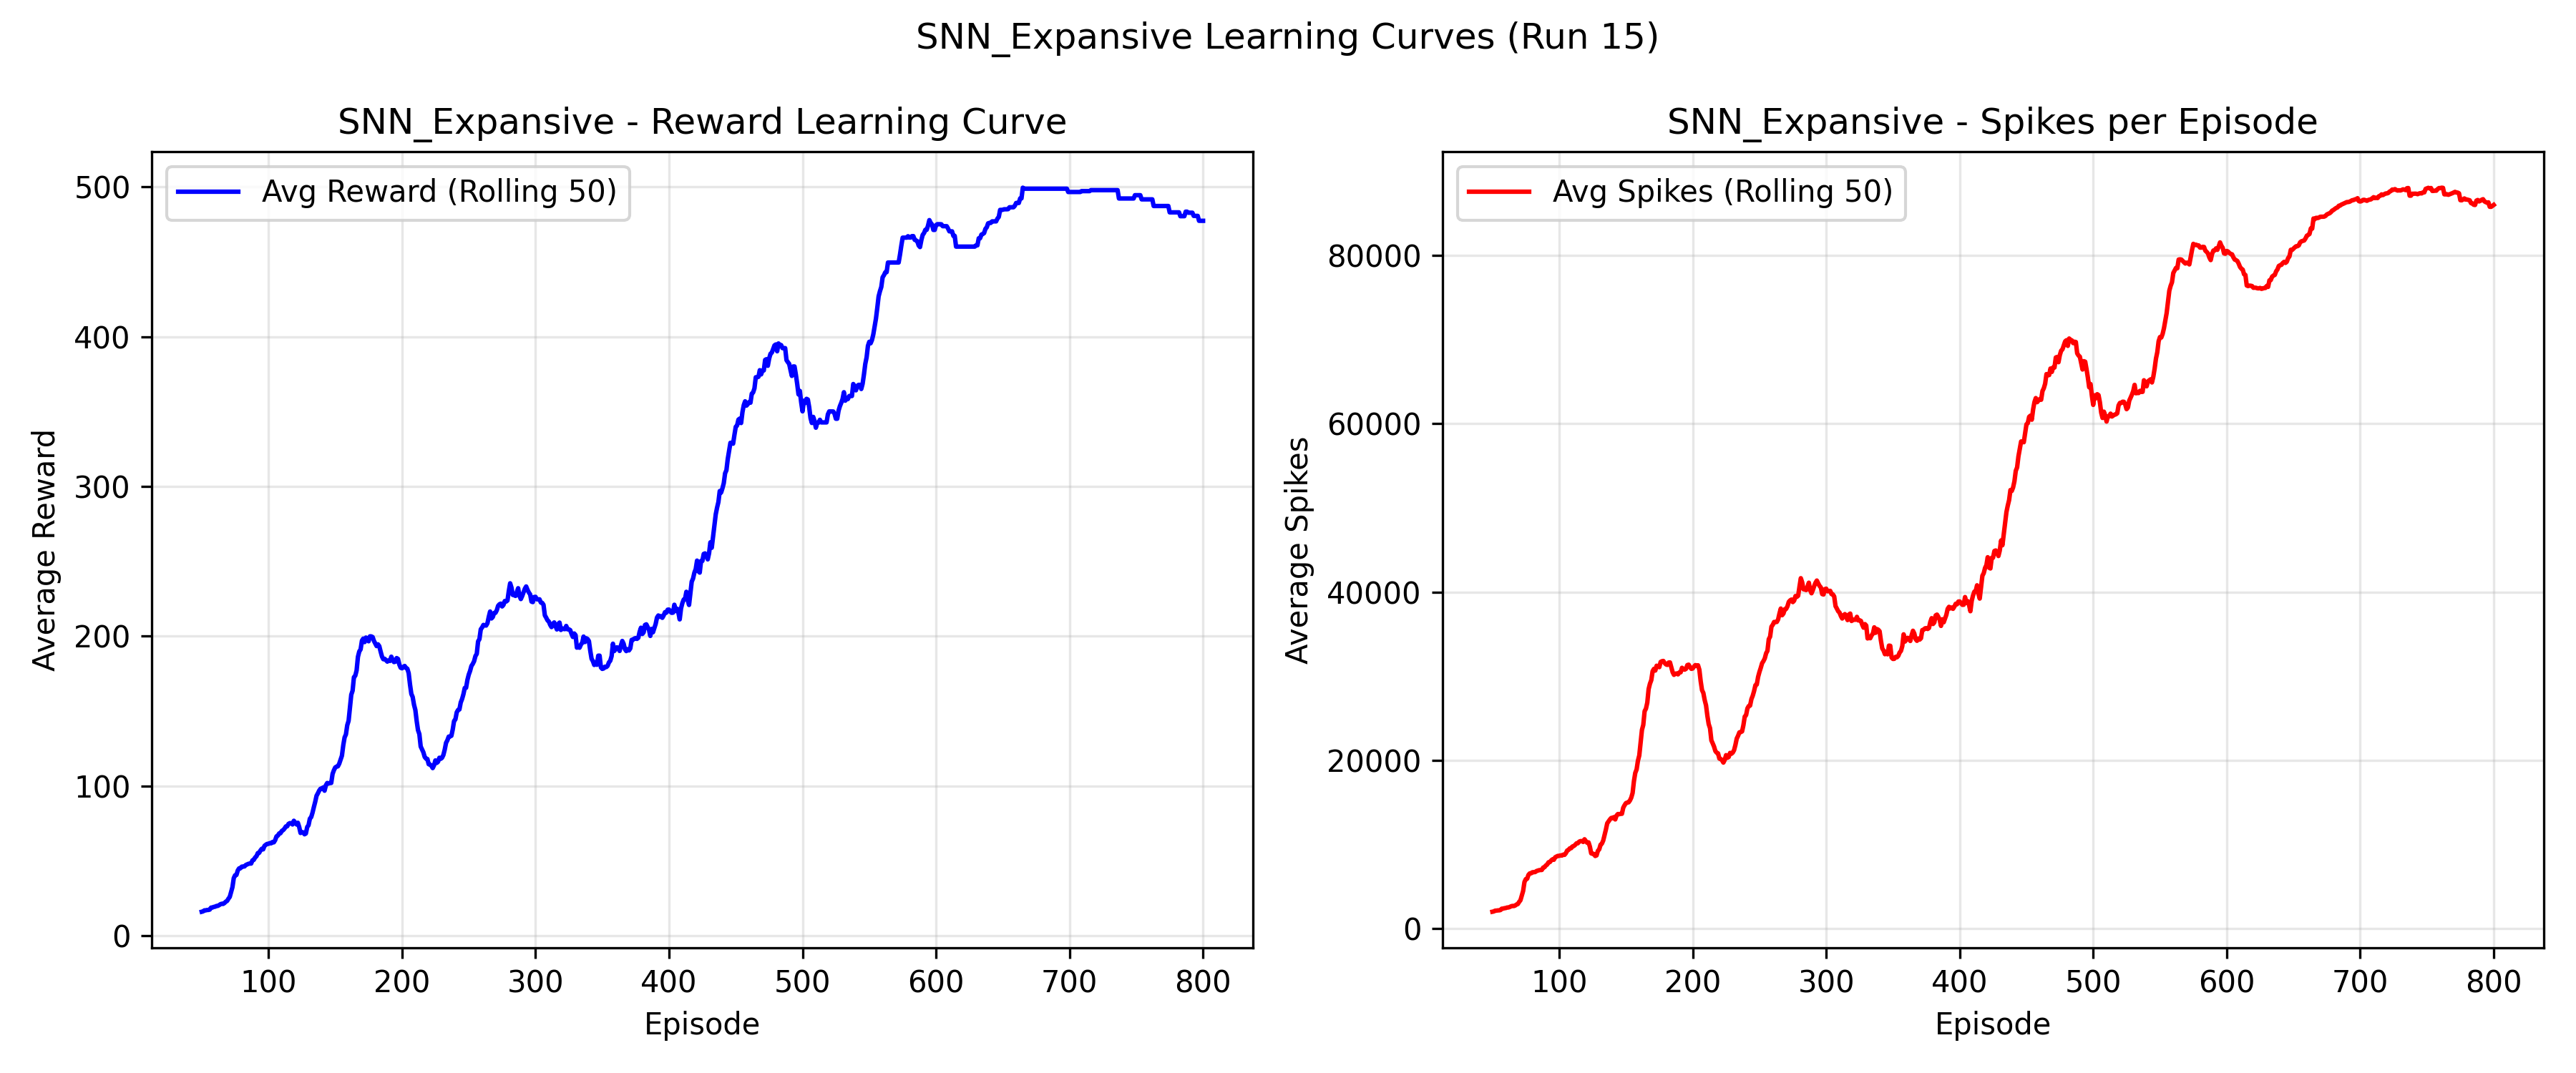 SNN_Expansive Learning Curves (Run 15)
SNN_Expansive - Reward Learning Curve
Avg Reward (Rolling 50)
500
400
300
200
100
0
Average Reward
100 200 300 400 500 600 700 800
Episode
SNN_Expansive - Spikes per Episode
Avg Spikes (Rolling 50)
80000
60000
40000
20000
0
Average Spikes
100 200 300 400 500 600 700 800
Episode